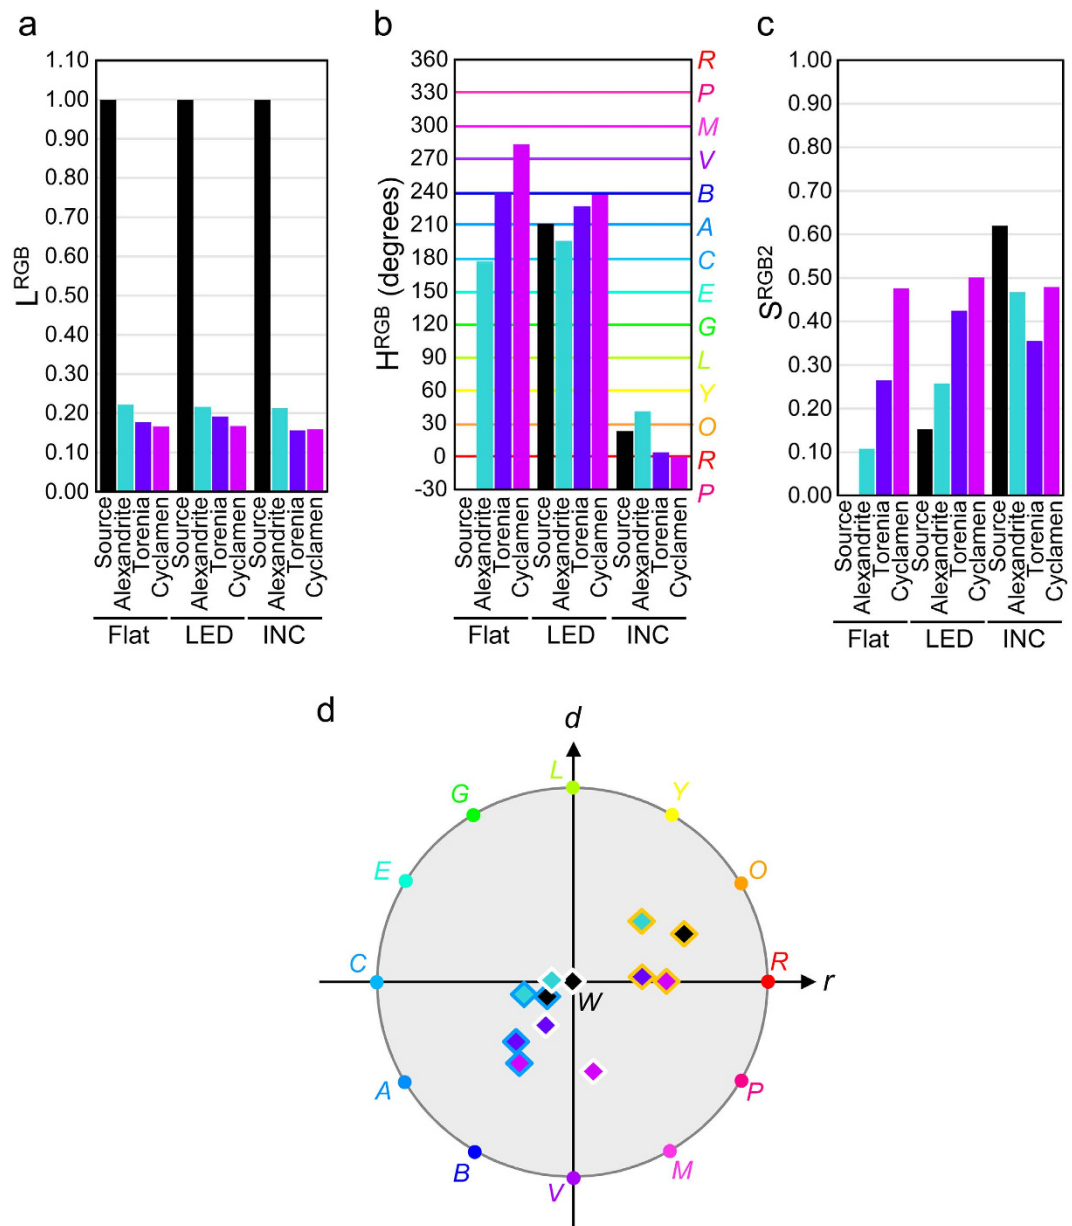 a
1.10
1.00
0.90
0.80
0.70
0.60
0.50
0.40
0.30
0.20
0.10
0.00
L^RGB
Source
Alexandrite
Torenia
Cyclamen
Source
Alexandrite
Torenia
Cyclamen
Source
Alexandrite
Torenia
Cyclamen
Flat LED INC
b
360 R
330 P
300 M
270 V
240 B
210 A
180 C
150 E
120 G
90 L
60 Y
30 O
0 R
-30 P
H^RGB (degrees)
Source
Alexandrite
Torenia
Cyclamen
Source
Alexandrite
Torenia
Cyclamen
Source
Alexandrite
Torenia
Cyclamen
Flat LED INC
c
1.00
0.90
0.80
0.70
0.60
0.50
0.40
0.30
0.20
0.10
0.00
S^RGB2
Source
Alexandrite
Torenia
Cyclamen
Source
Alexandrite
Torenia
Cyclamen
Source
Alexandrite
Torenia
Cyclamen
Flat LED INC
d
d
L
G Y
E O
C R
r
W
A P
B M
V